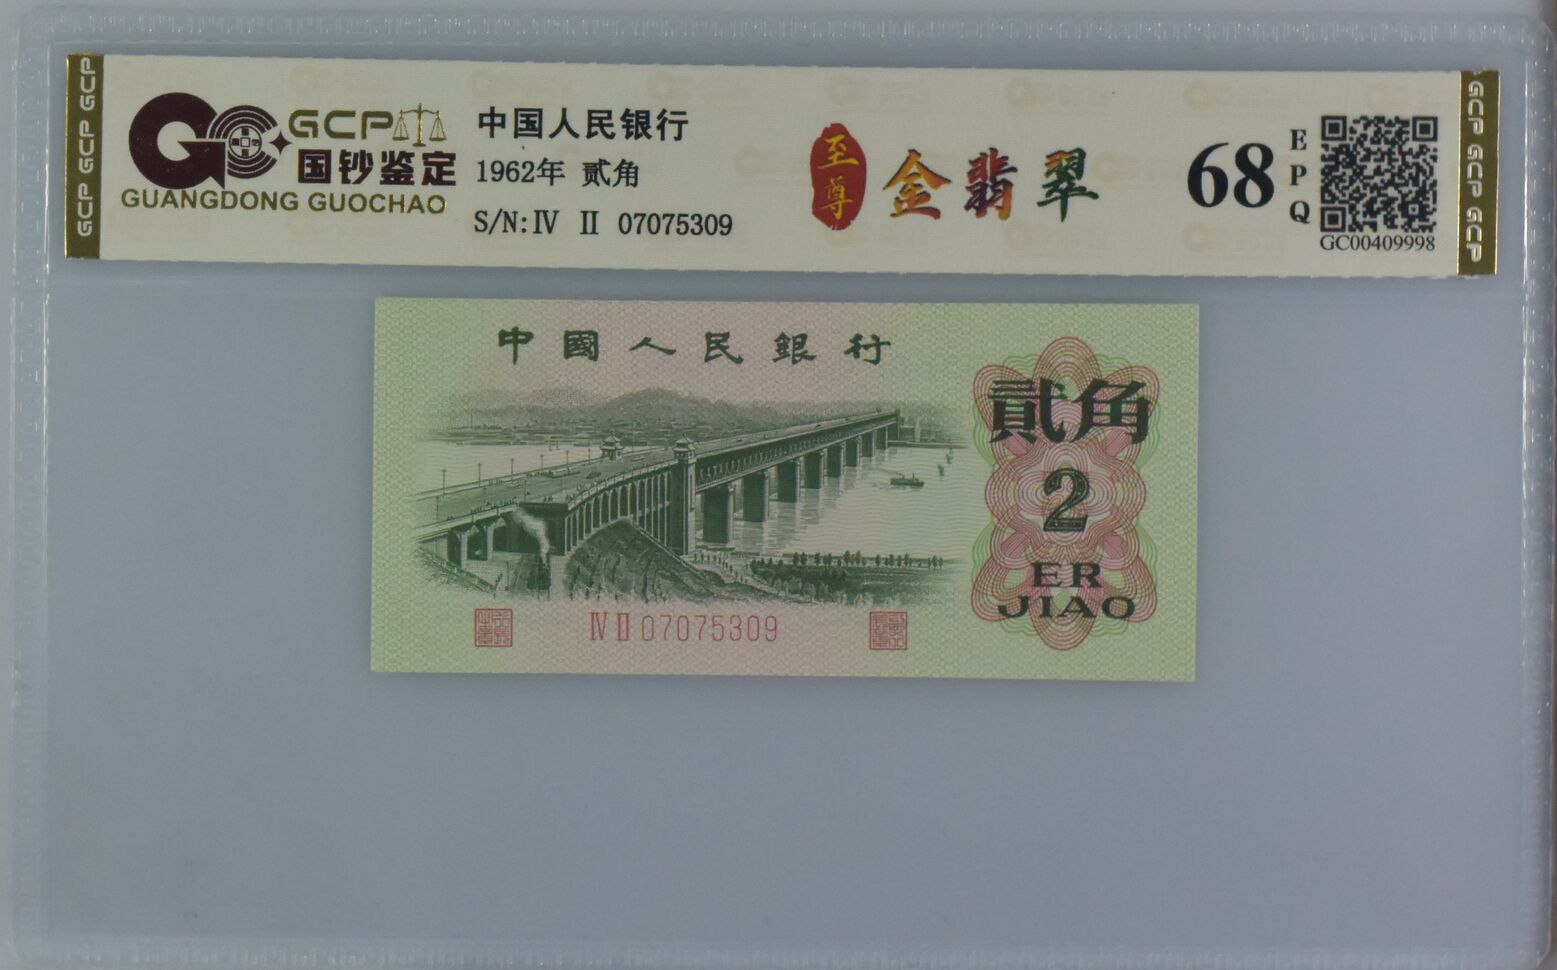 GCP GCP GCP
GCP
国钞鉴定
GUANGDONG GUOCHAO
中国人民银行
1962年 贰角
S/N:Ⅳ Ⅱ 07075309
至尊
金翡翠
68
EPQ
GC00409998
GCP GCP GCP
中國人民銀行
貳角
2
ER
JIAO
Ⅳ Ⅱ 07075309